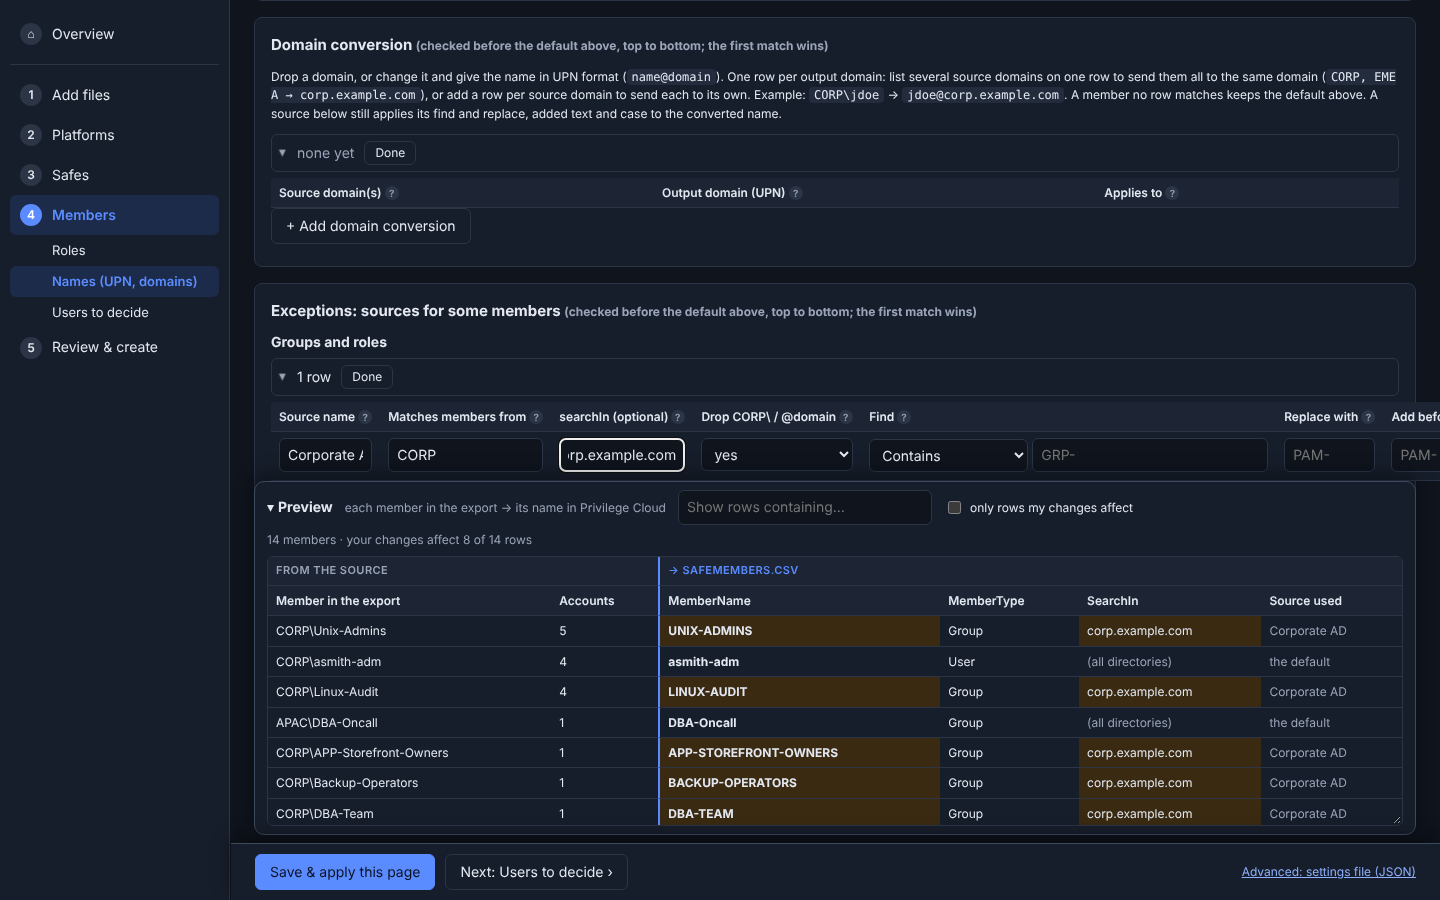 ⌂ Overview
1 Add files
2 Platforms
3 Safes
4 Members
Roles
Names (UPN, domains)
Users to decide
5 Review & create
Domain conversion (checked before the default above, top to bottom; the first match wins)
Drop a domain, or change it and give the name in UPN format ( name@domain ). One row per output domain: list several source domains on one row to send them all to the same domain ( CORP, EME
A → corp.example.com ), or add a row per source domain to send each to its own. Example: CORP\jdoe → jdoe@corp.example.com . A member no row matches keeps the default above. A
source below still applies its find and replace, added text and case to the converted name.
▼ none yet Done
Source domain(s) ? Output domain (UPN) ? Applies to ?
+ Add domain conversion
Exceptions: sources for some members (checked before the default above, top to bottom; the first match wins)
Groups and roles
▼ 1 row Done
Source name ? Matches members from ? searchIn (optional) ? Drop CORP\ / @domain ? Find ? Replace with ? Add befo
Corporate A CORP rp.example.com yes Contains GRP- PAM- PAM-
▾ Preview each member in the export → its name in Privilege Cloud Show rows containing... only rows my changes affect
14 members · your changes affect 8 of 14 rows
FROM THE SOURCE → SAFEMEMBERS.CSV
Member in the export Accounts MemberName MemberType SearchIn Source used
CORP\Unix-Admins 5 UNIX-ADMINS Group corp.example.com Corporate AD
CORP\asmith-adm 4 asmith-adm User (all directories) the default
CORP\Linux-Audit 4 LINUX-AUDIT Group corp.example.com Corporate AD
APAC\DBA-Oncall 1 DBA-Oncall Group (all directories) the default
CORP\APP-Storefront-Owners 1 APP-STOREFRONT-OWNERS Group corp.example.com Corporate AD
CORP\Backup-Operators 1 BACKUP-OPERATORS Group corp.example.com Corporate AD
CORP\DBA-Team 1 DBA-TEAM Group corp.example.com Corporate AD
Save & apply this page Next: Users to decide › Advanced: settings file (JSON)